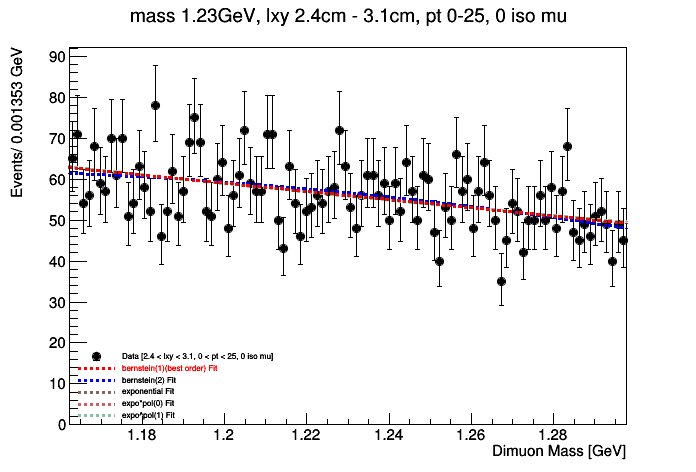 mass 1.23GeV, lxy 2.4cm - 3.1cm, pt 0-25, 0 iso mu
Events/ 0.001353 GeV
90
80
70
60
50
40
30
20
10
0
Data [2.4 < lxy < 3.1, 0 < pt < 25, 0 iso mu]
bernstein(1)(best order) Fit
bernstein(2) Fit
exponential Fit
expo*pol(0) Fit
expo*pol(1) Fit
1.18 1.2 1.22 1.24 1.26 1.28
Dimuon Mass [GeV]